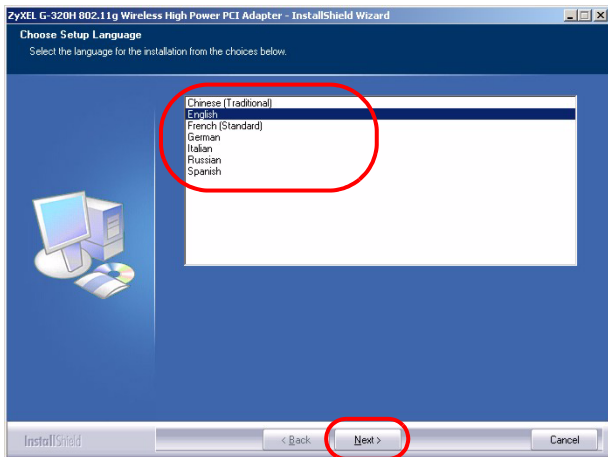 ZyXEL G-320H 802.11g Wireless High Power PCI Adapter - InstallShield Wizard
Choose Setup Language
Select the language for the installation from the choices below.
Chinese (Traditional)
English
French (Standard)
German
Italian
Russian
Spanish
InstallShield
< Back
Next >
Cancel